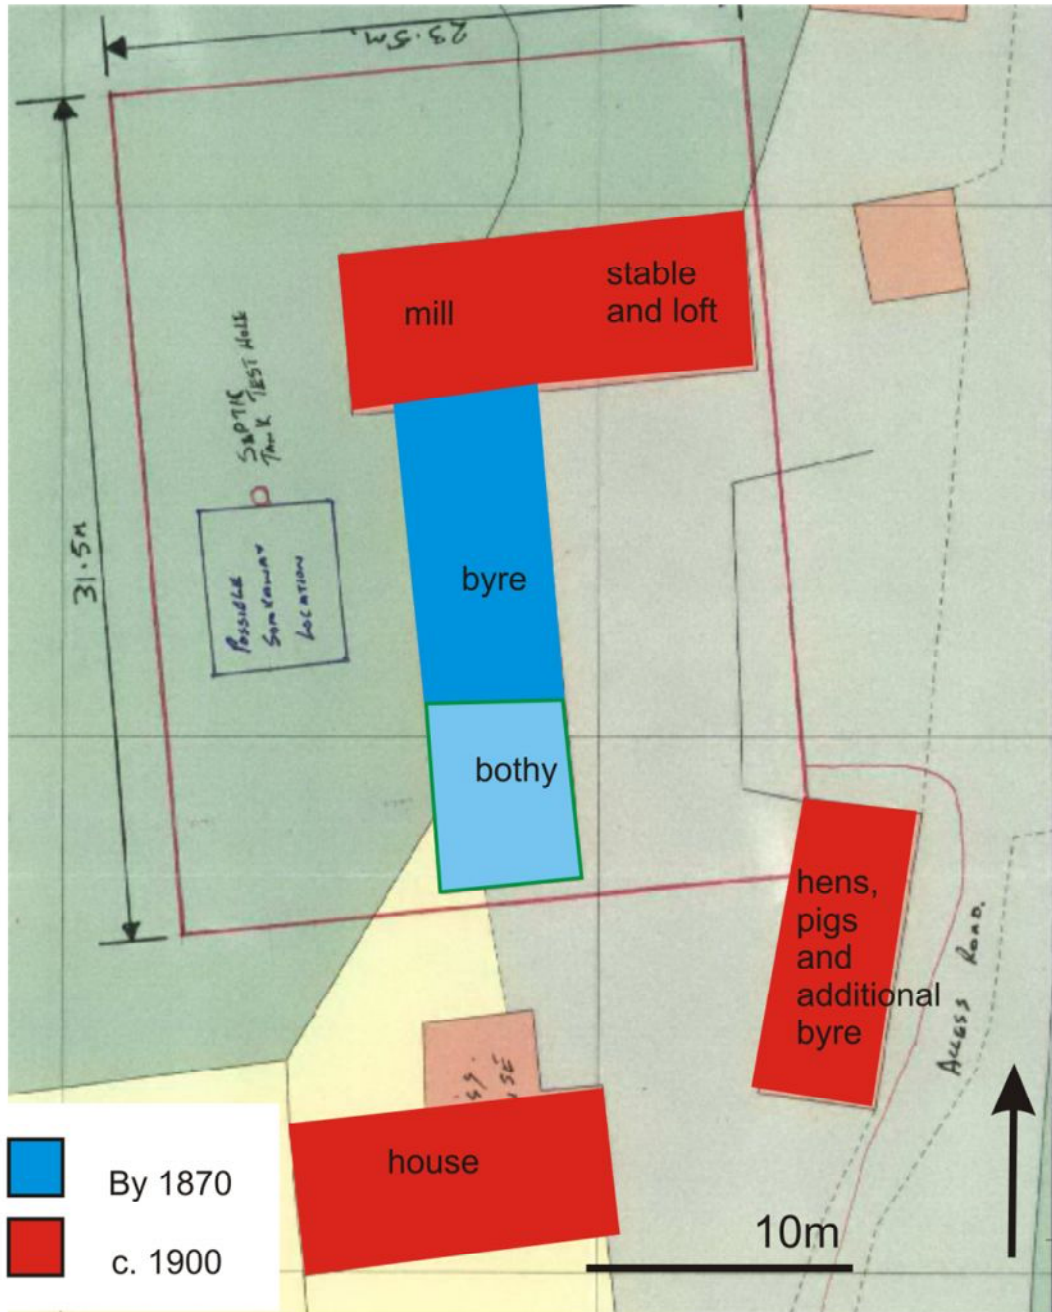 23.5m.
stable
and loft
mill
SEPTIC
TANK TEST HOLE
31.5M
byre
POSSIBLE
SOAKAWAY
LOCATION
bothy
hens,
pigs
and
additional
byre
ACCESS ROAD.
house
By 1870
c. 1900
10m